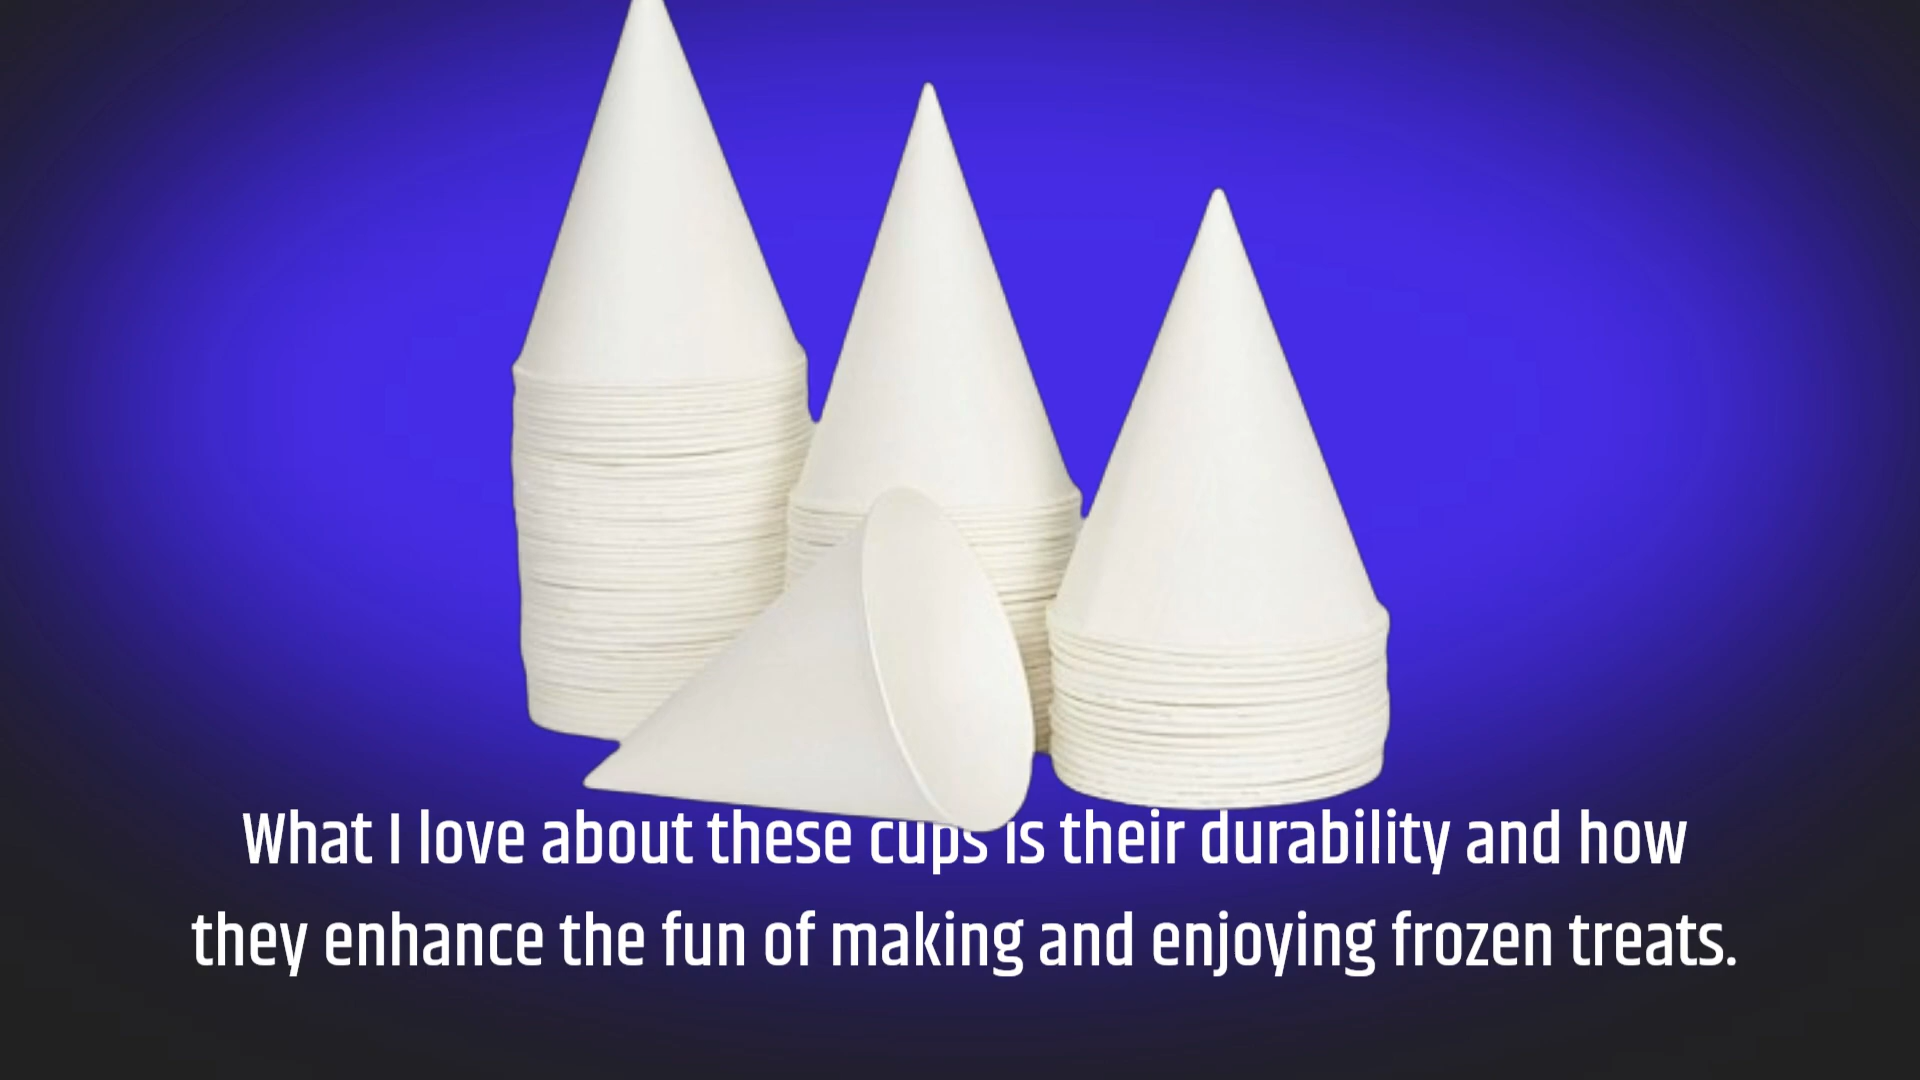 What I love about these cups is their durability and how
they enhance the fun of making and enjoying frozen treats.